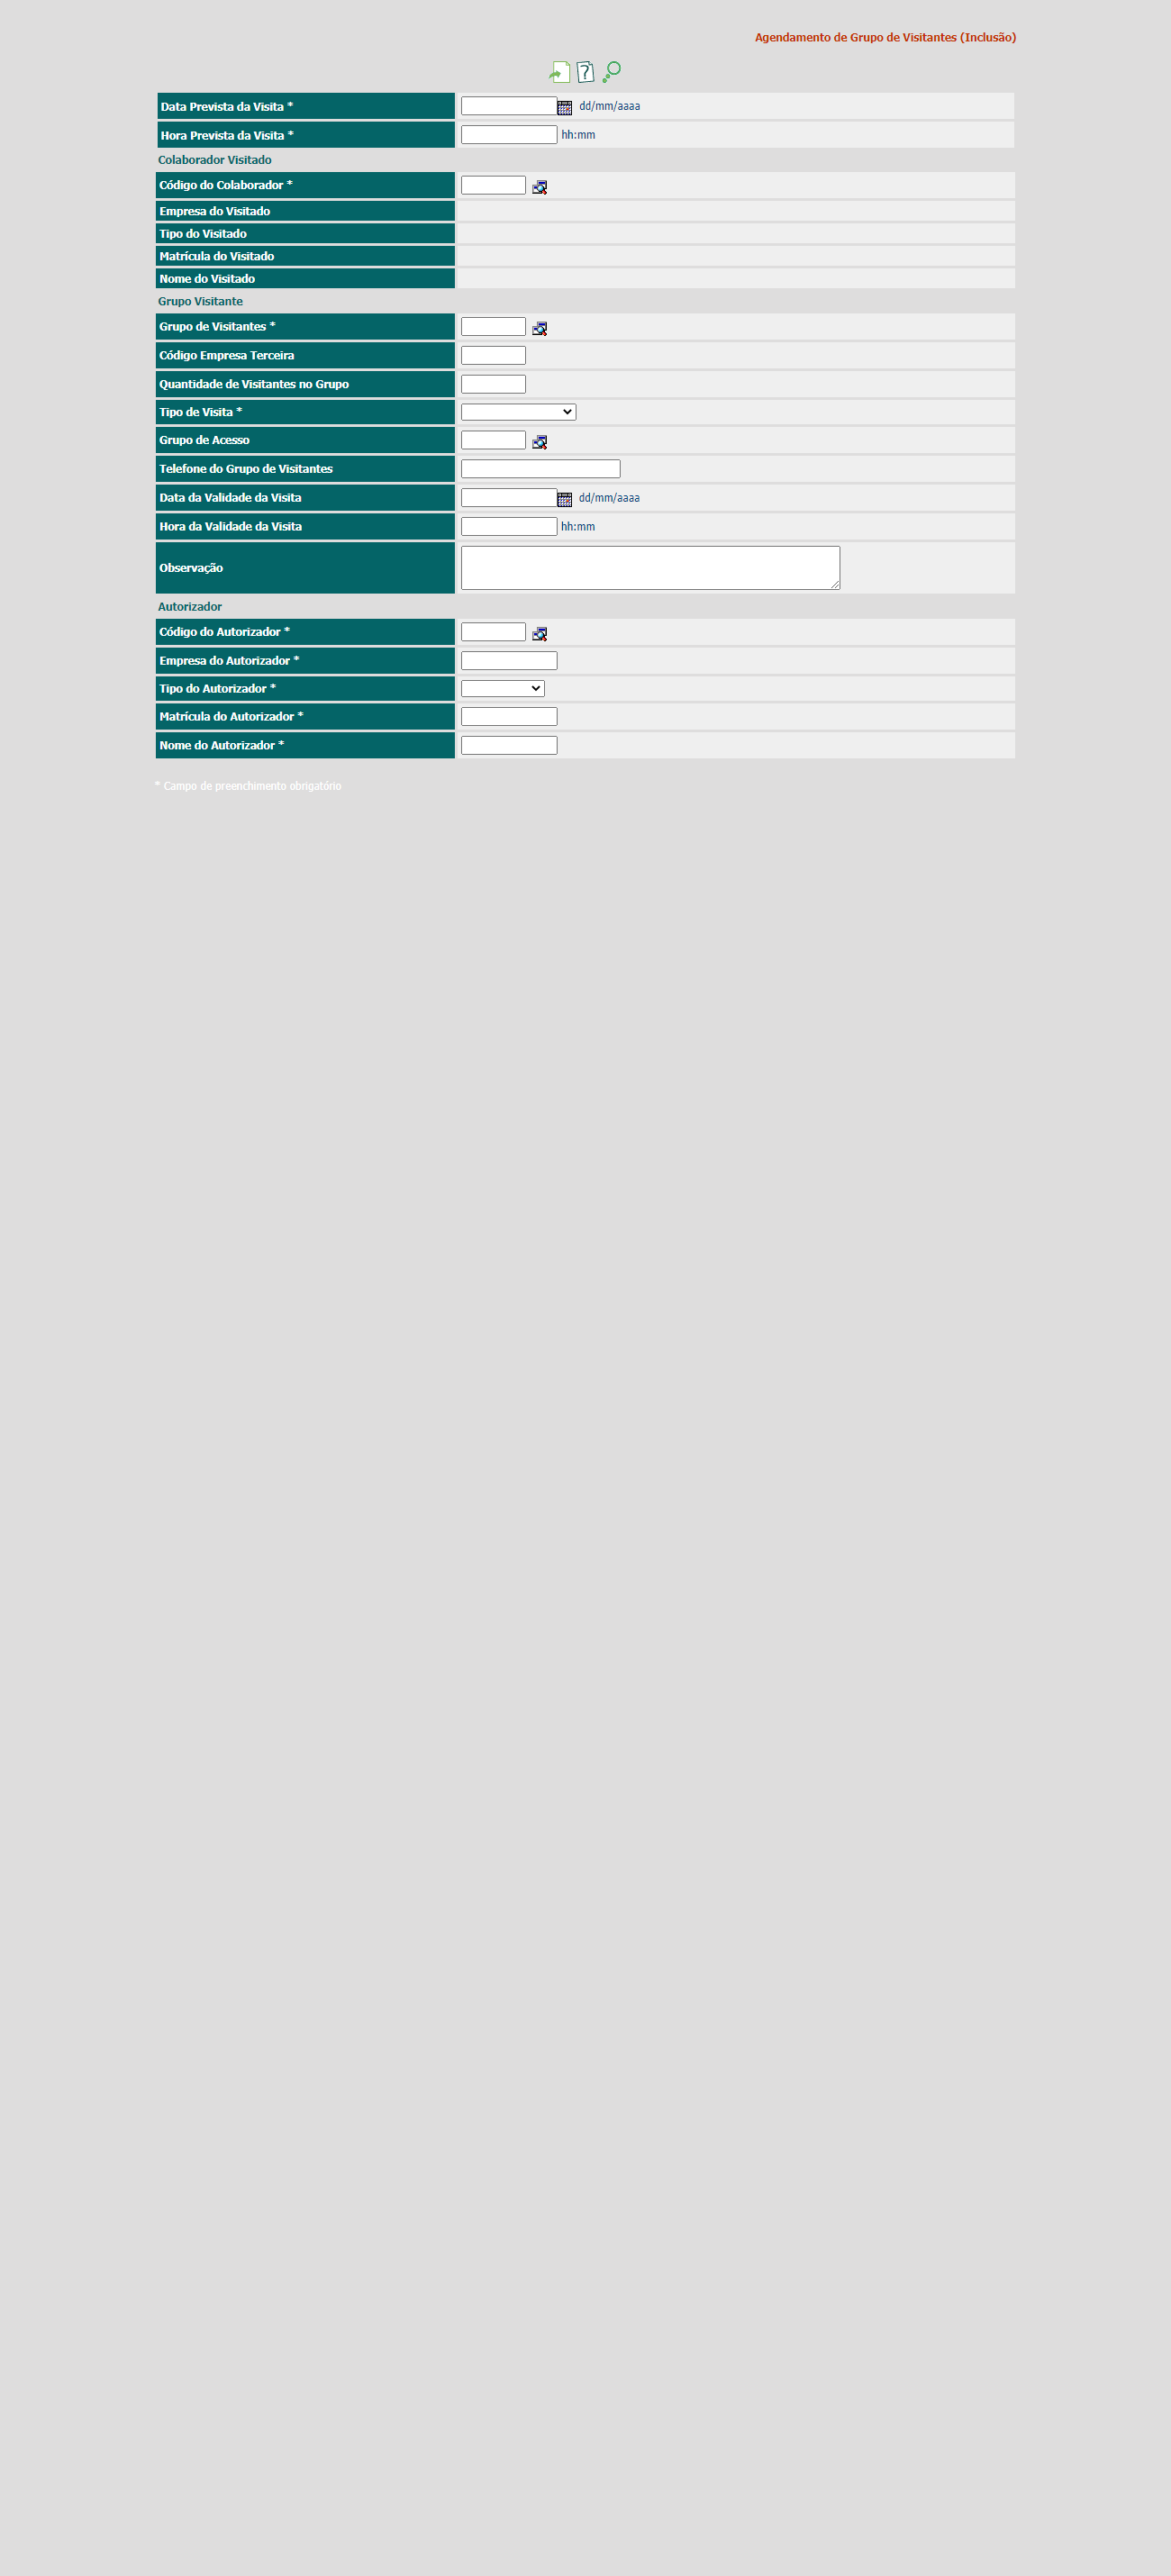 Agendamento de Grupo de Visitantes (Inclusão)
?
Data Prevista da Visita *
dd/mm/aaaa
Hora Prevista da Visita *
hh:mm
Colaborador Visitado
Código do Colaborador *
Empresa do Visitado
Tipo do Visitado
Matrícula do Visitado
Nome do Visitado
Grupo Visitante
Grupo de Visitantes *
Código Empresa Terceira
Quantidade de Visitantes no Grupo
Tipo de Visita *
Grupo de Acesso
Telefone do Grupo de Visitantes
Data da Validade da Visita
dd/mm/aaaa
Hora da Validade da Visita
hh:mm
Observação
Autorizador
Código do Autorizador *
Empresa do Autorizador *
Tipo do Autorizador *
Matrícula do Autorizador *
Nome do Autorizador *
* Campo de preenchimento obrigatório